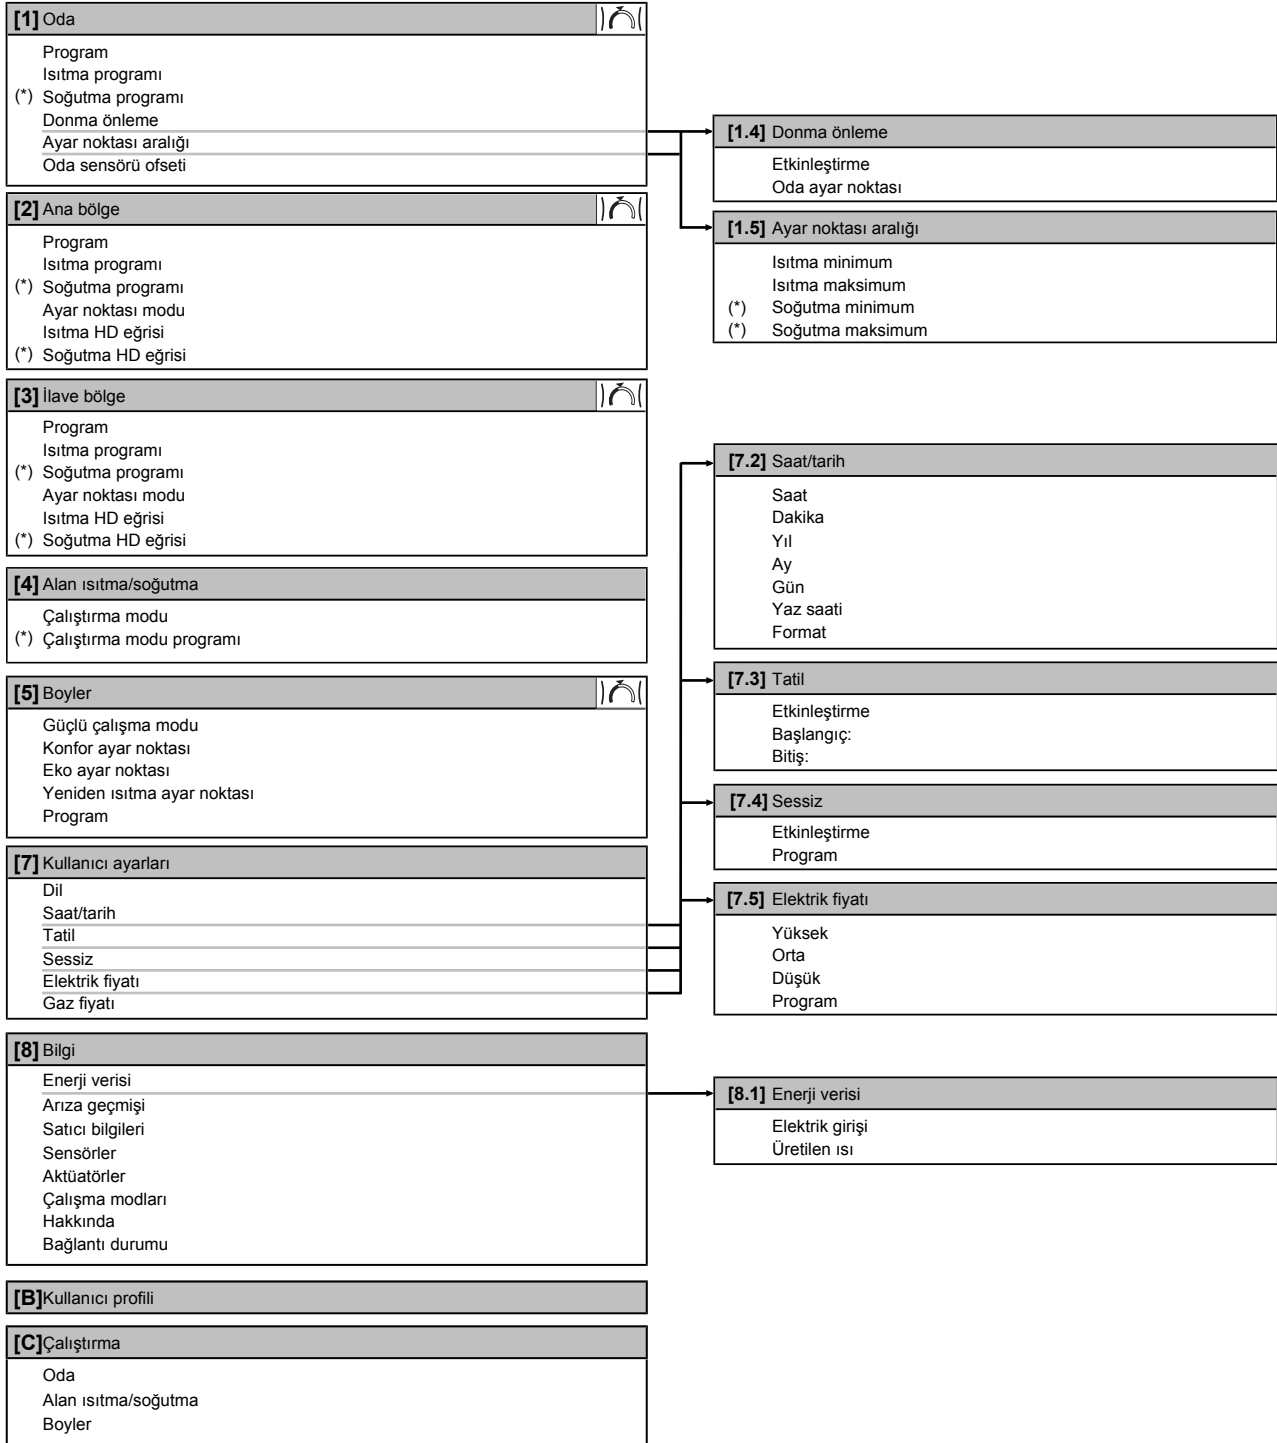 [1] Oda
Program
Isıtma programı
(*) Soğutma programı
Donma önleme
Ayar noktası aralığı
Oda sensörü ofseti
[1.4] Donma önleme
Etkinleştirme
Oda ayar noktası
[1.5] Ayar noktası aralığı
Isıtma minimum
Isıtma maksimum
(*) Soğutma minimum
(*) Soğutma maksimum
[2] Ana bölge
Program
Isıtma programı
(*) Soğutma programı
Ayar noktası modu
Isıtma HD eğrisi
(*) Soğutma HD eğrisi
[3] İlave bölge
Program
Isıtma programı
(*) Soğutma programı
Ayar noktası modu
Isıtma HD eğrisi
(*) Soğutma HD eğrisi
[4] Alan ısıtma/soğutma
Çalıştırma modu
(*) Çalıştırma modu programı
[5] Boyler
Güçlü çalışma modu
Konfor ayar noktası
Eko ayar noktası
Yeniden ısıtma ayar noktası
Program
[7] Kullanıcı ayarları
Dil
Saat/tarih
Tatil
Sessiz
Elektrik fiyatı
Gaz fiyatı
[7.2] Saat/tarih
Saat
Dakika
Yıl
Ay
Gün
Yaz saati
Format
[7.3] Tatil
Etkinleştirme
Başlangıç:
Bitiş:
[7.4] Sessiz
Etkinleştirme
Program
[7.5] Elektrik fiyatı
Yüksek
Orta
Düşük
Program
[8] Bilgi
Enerji verisi
Arıza geçmişi
Satıcı bilgileri
Sensörler
Aktüatörler
Çalışma modları
Hakkında
Bağlantı durumu
[8.1] Enerji verisi
Elektrik girişi
Üretilen ısı
[B] Kullanıcı profili
[C] Çalıştırma
Oda
Alan ısıtma/soğutma
Boyler